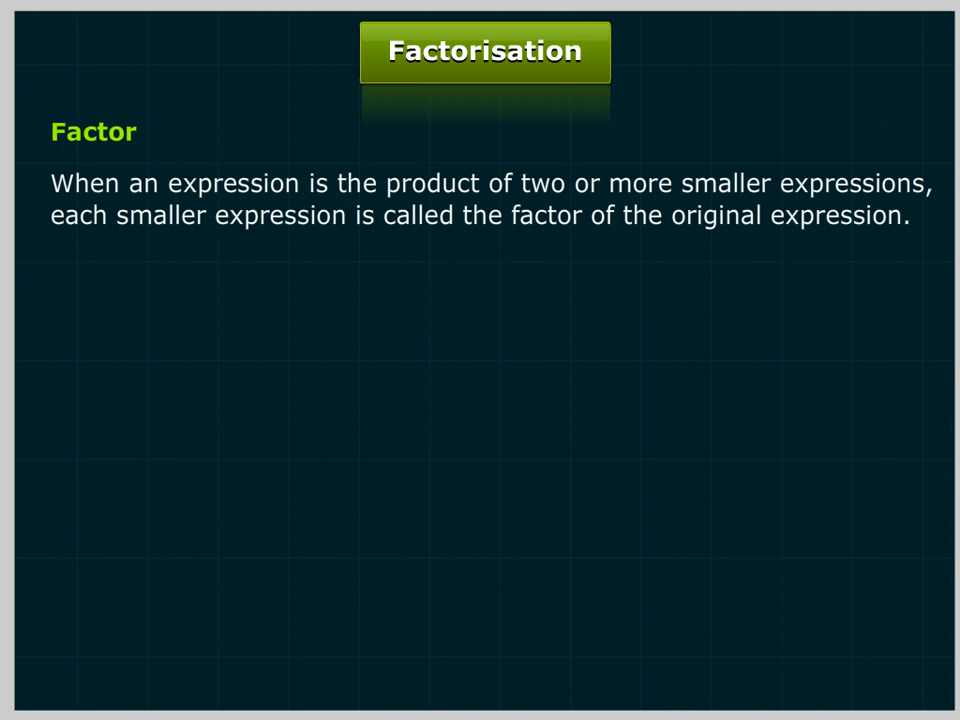 Factorisation
Factor
When an expression is the product of two or more smaller expressions,
each smaller expression is called the factor of the original expression.